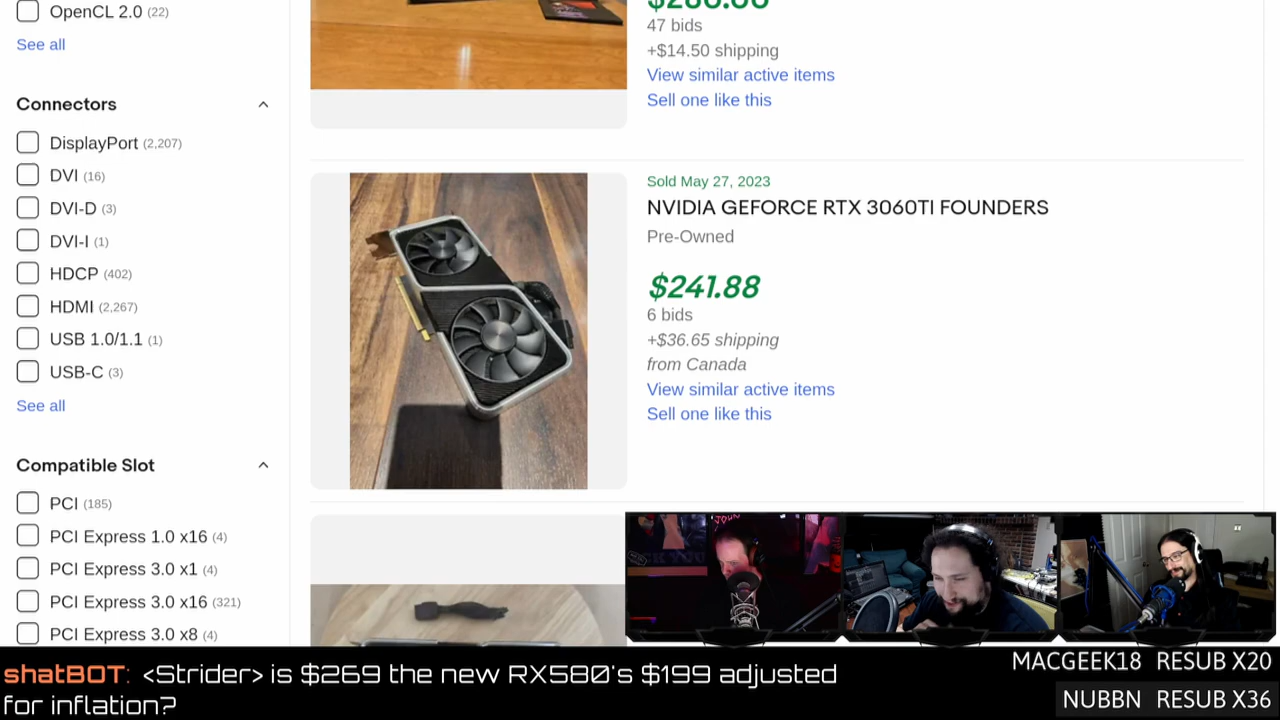 OpenCL 2.0 (22)
See all
Connectors
DisplayPort (2,207)
DVI (16)
DVI-D (3)
DVI-I (1)
HDCP (402)
HDMI (2,267)
USB 1.0/1.1 (1)
USB-C (3)
See all
Compatible Slot
PCI (185)
PCI Express 1.0 x16 (4)
PCI Express 3.0 x1 (4)
PCI Express 3.0 x16 (321)
PCI Express 3.0 x8 (4)
47 bids
+$14.50 shipping
View similar active items
Sell one like this
Sold May 27, 2023
NVIDIA GEFORCE RTX 3060TI FOUNDERS
Pre-Owned
$241.88
6 bids
+$36.65 shipping
from Canada
View similar active items
Sell one like this
shatBOT: <Strider> is $269 the new RX580's $199 adjusted
for inflation?
MACGEEK18 RESUB X20
NUBBN RESUB X36